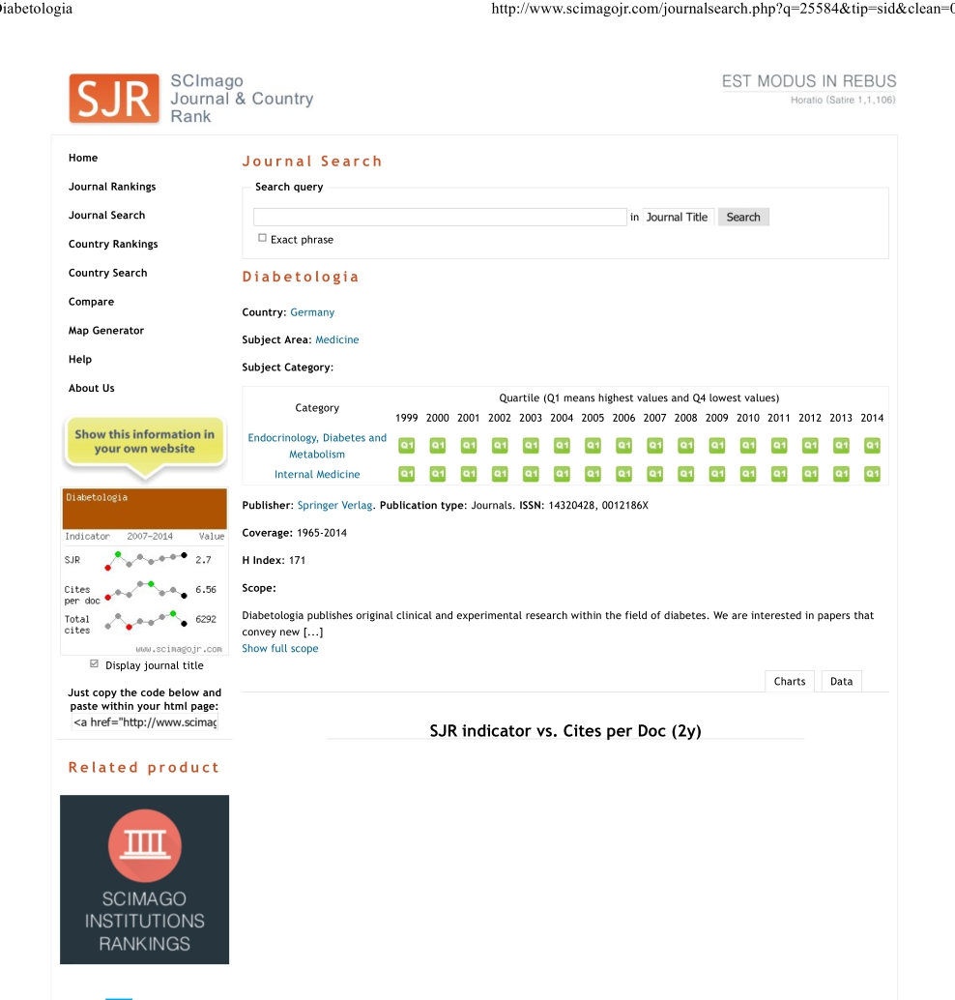 iabetologia
http://www.scimagojr.com/journalsearch.php?q=25584&tip=sid&clean=0
SJR
SCImago
Journal & Country
Rank
EST MODUS IN REBUS
Horatio (Satire 1,1,106)
Home
Journal Rankings
Journal Search
Country Rankings
Country Search
Compare
Map Generator
Help
About Us
Show this information in
your own website
Diabetologia
Indicator 2007-2014 Value
SJR 2.7
Cites
per doc 6.56
Total
cites 6292
www.scimagojr.com
Display journal title
Just copy the code below and
paste within your html page:
<a href="http://www.scimag
Related product
SCIMAGO
INSTITUTIONS
RANKINGS
Journal Search
Search query
in Journal Title Search
Exact phrase
Diabetologia
Country: Germany
Subject Area: Medicine
Subject Category:
Category
Quartile (Q1 means highest values and Q4 lowest values)
1999 2000 2001 2002 2003 2004 2005 2006 2007 2008 2009 2010 2011 2012 2013 2014
Endocrinology, Diabetes and
Metabolism
Q1 Q1 Q1 Q1 Q1 Q1 Q1 Q1 Q1 Q1 Q1 Q1 Q1 Q1 Q1 Q1
Internal Medicine Q1 Q1 Q1 Q1 Q1 Q1 Q1 Q1 Q1 Q1 Q1 Q1 Q1 Q1 Q1 Q1
Publisher: Springer Verlag. Publication type: Journals. ISSN: 14320428, 0012186X
Coverage: 1965-2014
H Index: 171
Scope:
Diabetologia publishes original clinical and experimental research within the field of diabetes. We are interested in papers that
convey new [...]
Show full scope
Charts Data
SJR indicator vs. Cites per Doc (2y)